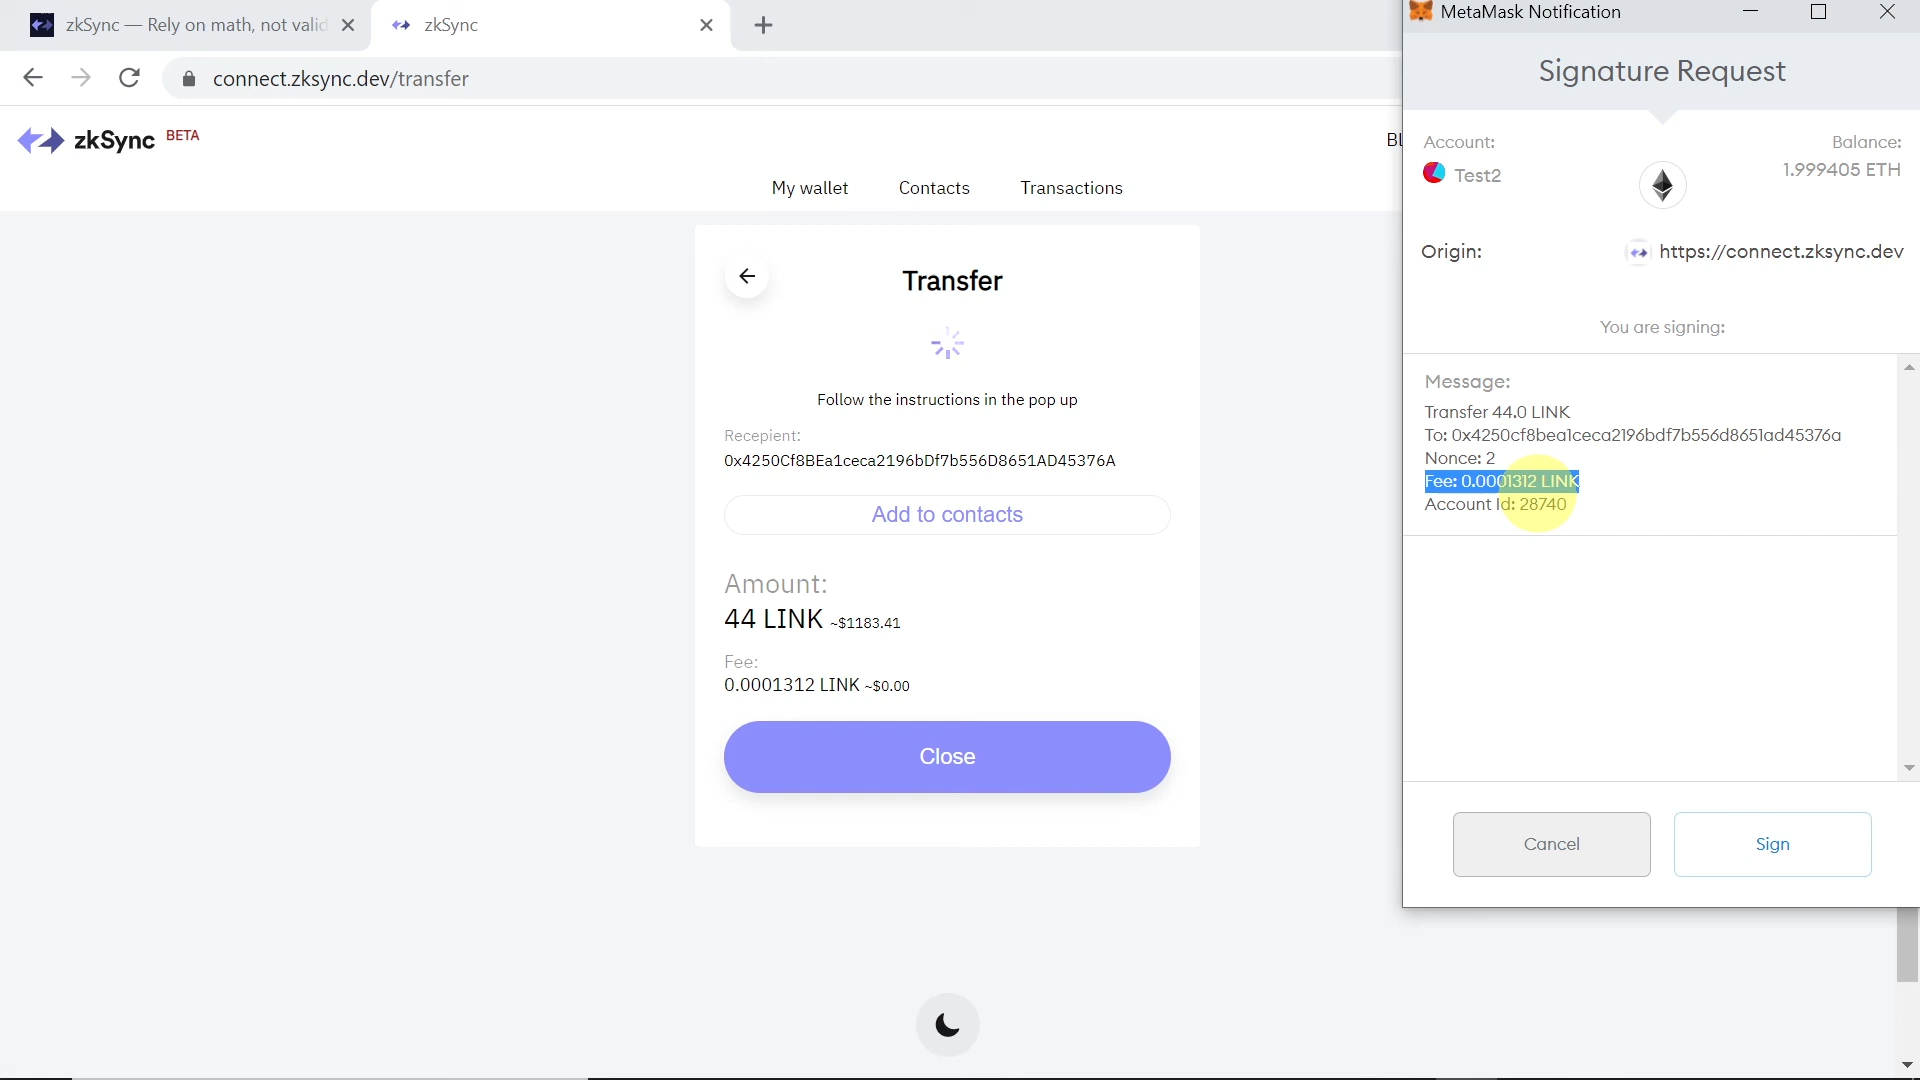 zkSync — Rely on math, not valid
zkSync
connect.zksync.dev/transfer
zkSync BETA
My wallet
Contacts
Transactions
Transfer
Follow the instructions in the pop up
Recepient:
0x4250Cf8BEa1ceca2196bDf7b556D8651AD45376A
Add to contacts
Amount:
44 LINK ~$1183.41
Fee:
0.0001312 LINK ~$0.00
Close
MetaMask Notification
Signature Request
Account:
Balance:
Test2
1.999405 ETH
Origin:
https://connect.zksync.dev
You are signing:
Message:
Transfer 44.0 LINK
To: 0x4250cf8bea1ceca2196bdf7b556d8651ad45376a
Nonce: 2
Fee: 0.0001312 LINK
Account Id: 28740
Cancel
Sign